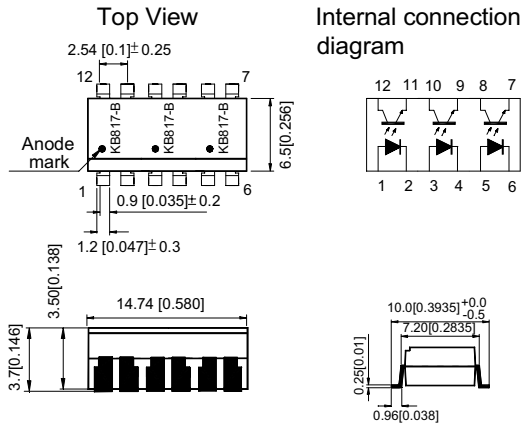 Top View
2.54 [0.1]± 0.25
12
7
KB817-B
KB817-B
KB817-B
Anode
mark
6.5[0.256]
1
6
0.9 [0.035]± 0.2
1.2 [0.047]± 0.3
Internal connection
diagram
12 11 10 9 8 7
1 2 3 4 5 6
3.50[0.138]
14.74 [0.580]
3.7[0.146]
10.0[0.3935]+0.0 -0.5
7.20[0.2835]
0.25[0.01]
0.96[0.038]